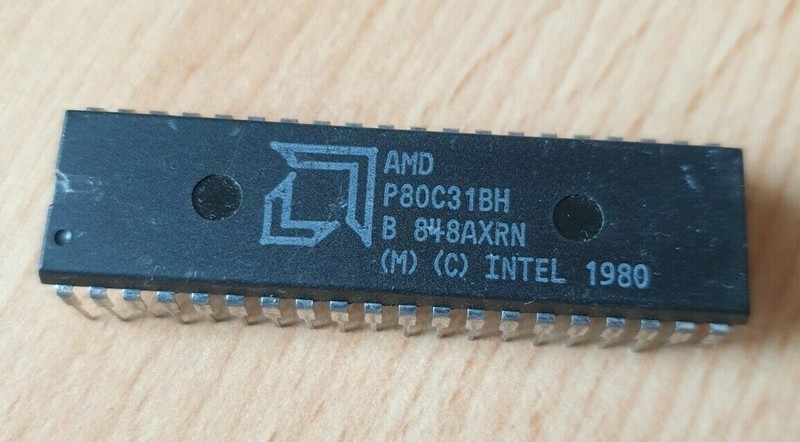 AMD
P80C31BH
B 848AXRN
(M) (C) INTEL 1980